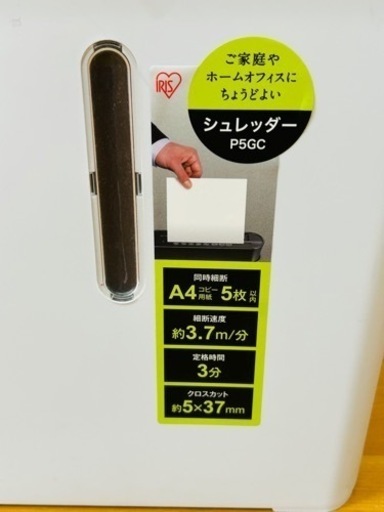 IRIS
ご家庭や
ホームオフィスに
ちょうどよい
シュレッダー
P5GC
同時細断
A4コピー用紙 5枚以内
細断速度
約3.7m/分
定格時間
3分
クロスカット
約5×37mm